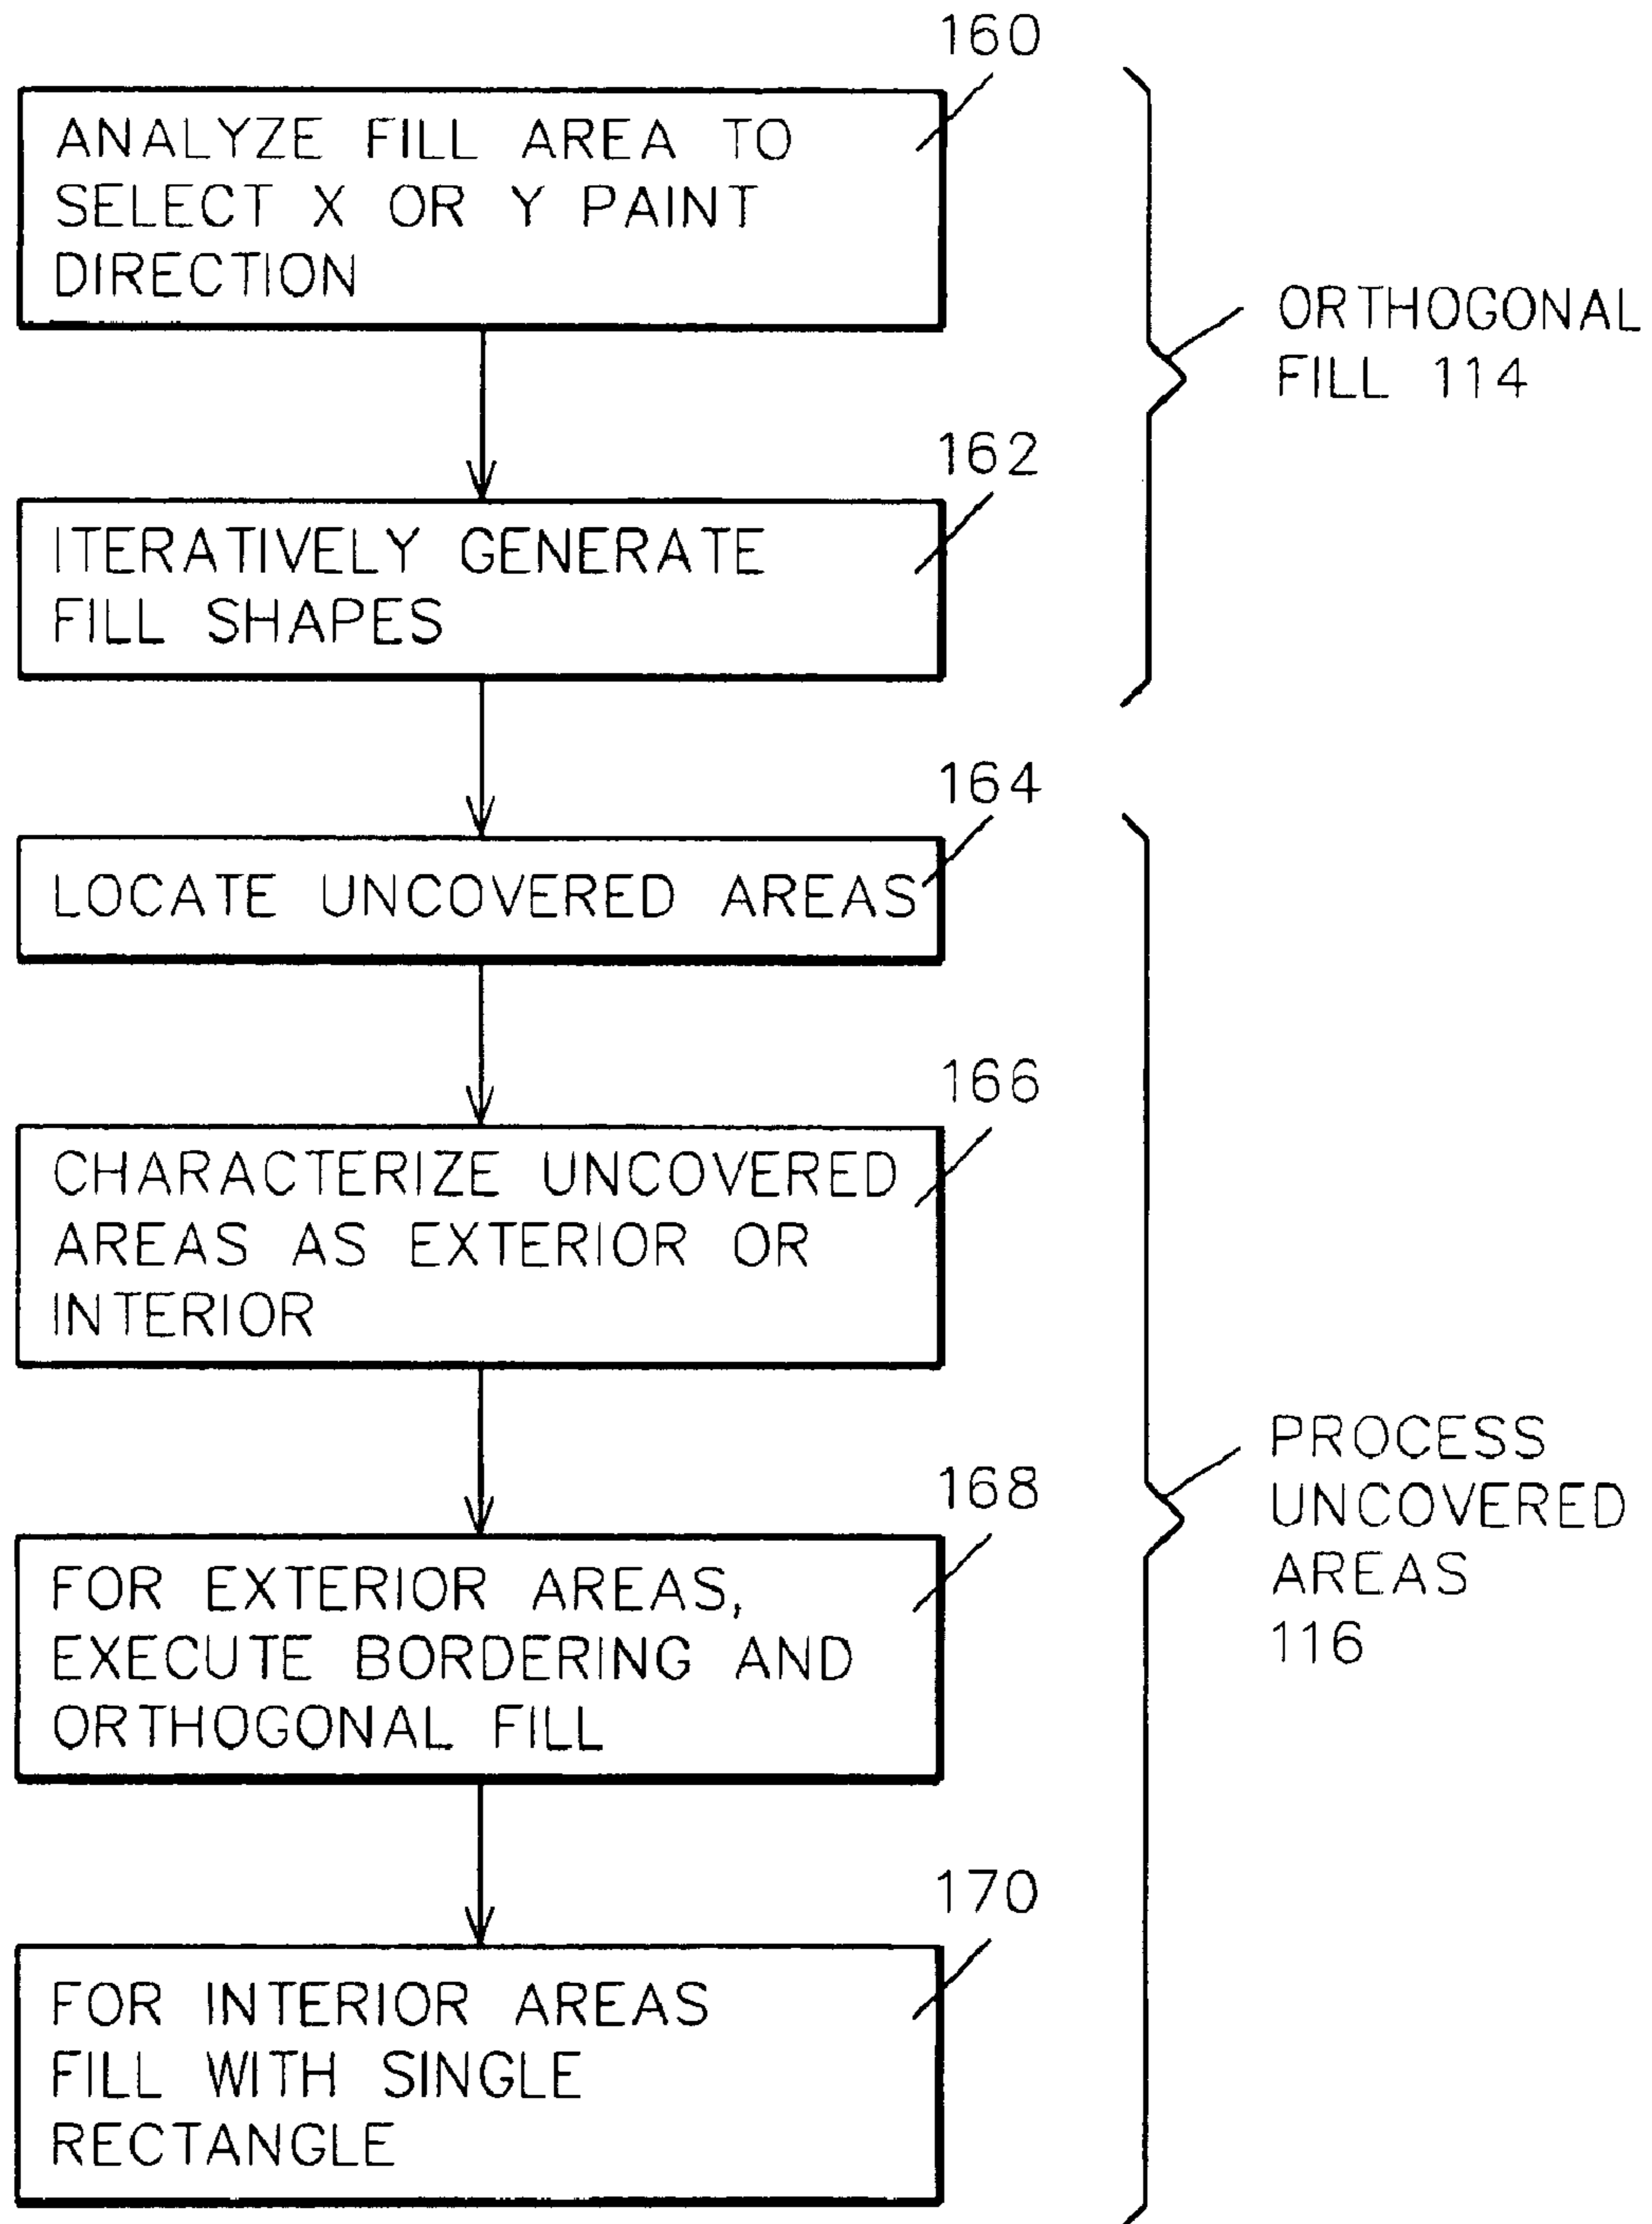 160
ANALYZE FILL AREA TO
SELECT X OR Y PAINT
DIRECTION
ORTHOGONAL
FILL 114
162
ITERATIVELY GENERATE
FILL SHAPES
164
LOCATE UNCOVERED AREAS
166
CHARACTERIZE UNCOVERED
AREAS AS EXTERIOR OR
INTERIOR
PROCESS
UNCOVERED
AREAS
116
168
FOR EXTERIOR AREAS,
EXECUTE BORDERING AND
ORTHOGONAL FILL
170
FOR INTERIOR AREAS
FILL WITH SINGLE
RECTANGLE